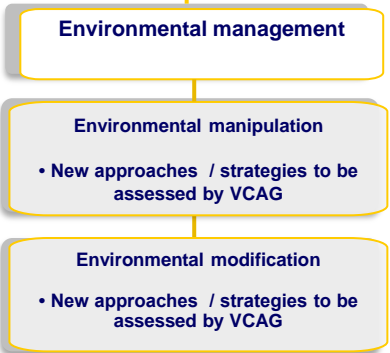 Environmental management
Environmental manipulation
• New approaches / strategies to be
assessed by VCAG
Environmental modification
• New approaches / strategies to be
assessed by VCAG